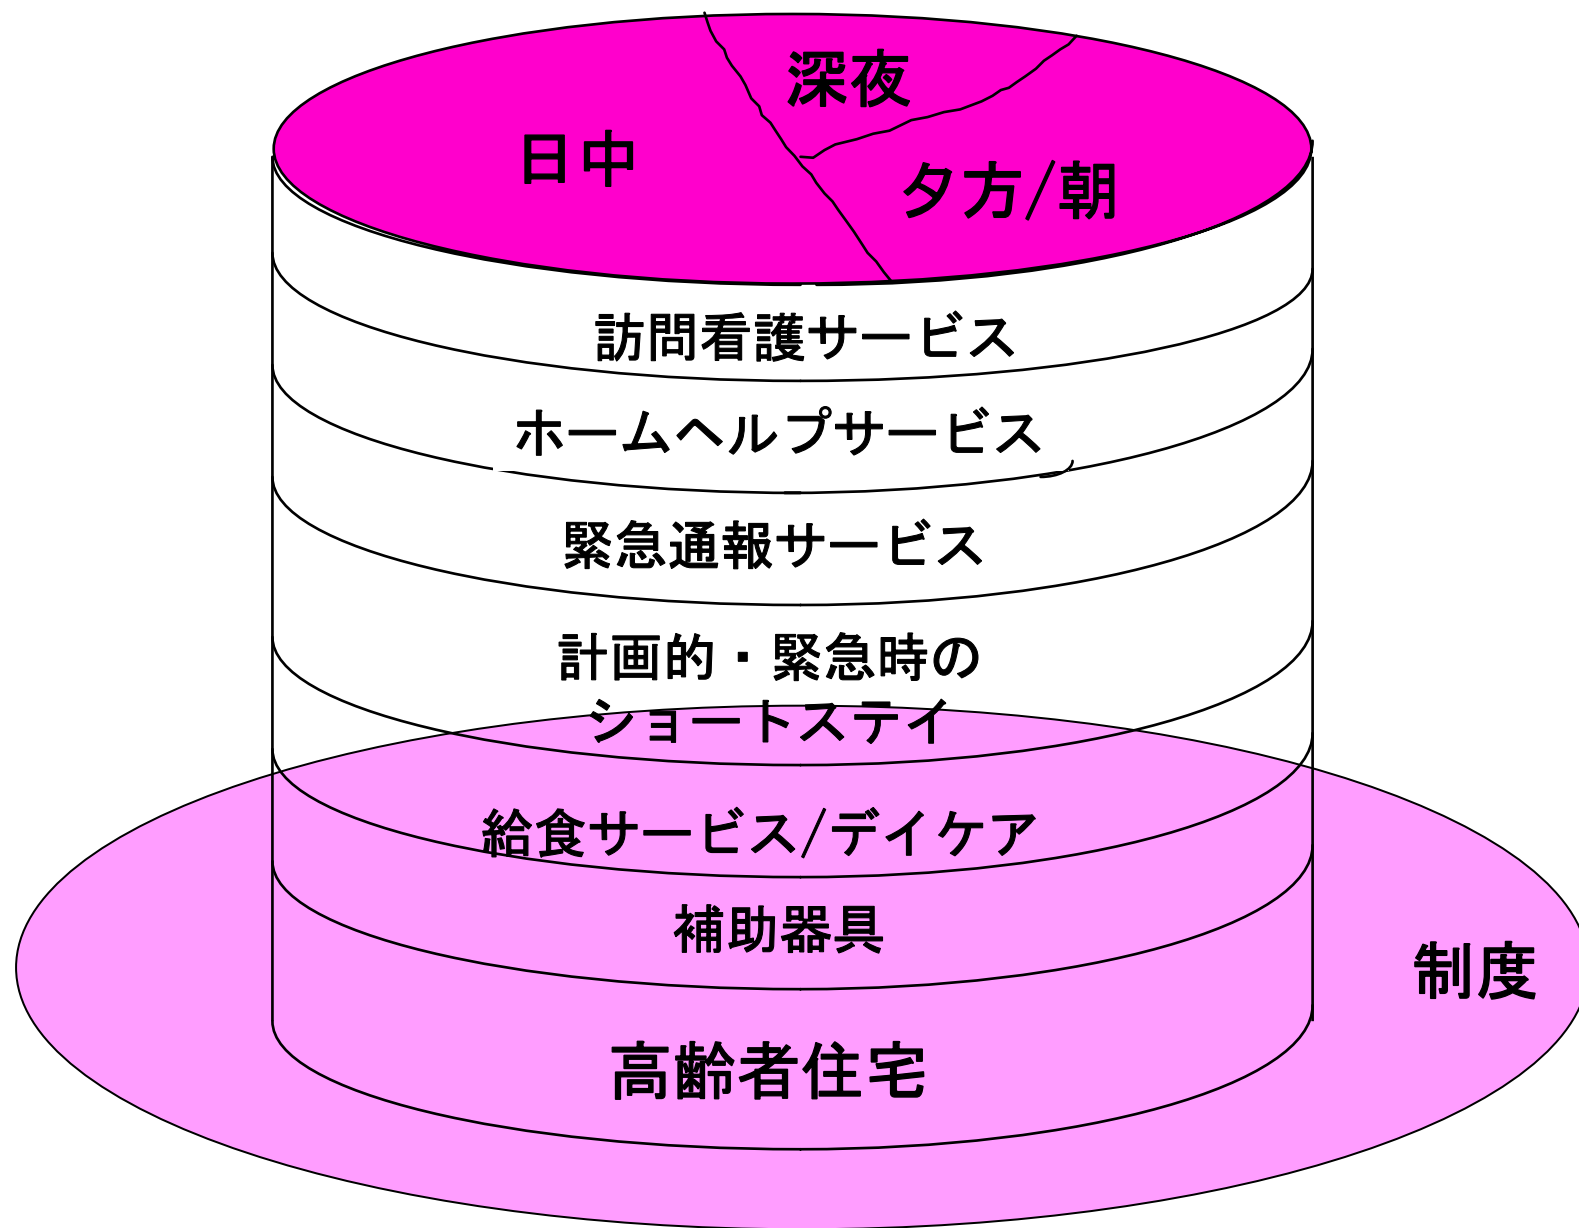 深夜
日中
夕方/朝
訪問看護サービス
ホームヘルプサービス
緊急通報サービス
計画的・緊急時の
ショートステイ
給食サービス/デイケア
補助器具
制度
高齢者住宅